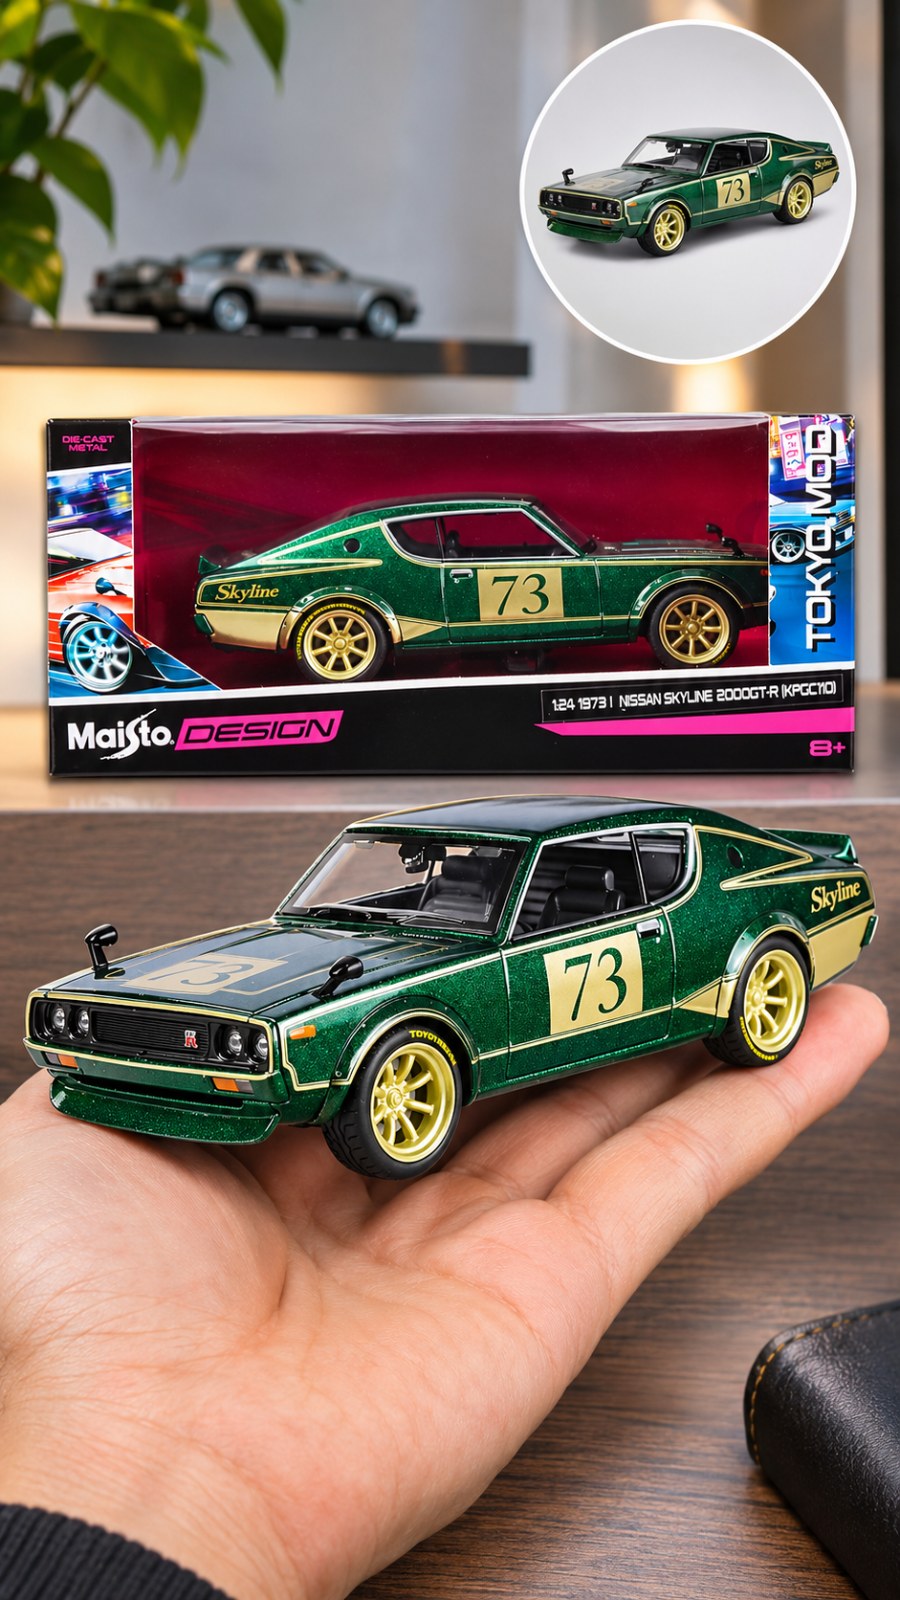 Skyline
73
DIE-CAST
METAL
TOKYO MOD
Skyline
73
1:24 1973 | NISSAN SKYLINE 2000GT-R (KPGC110)
Maisto DESIGN
8+
Skyline
73
73
R